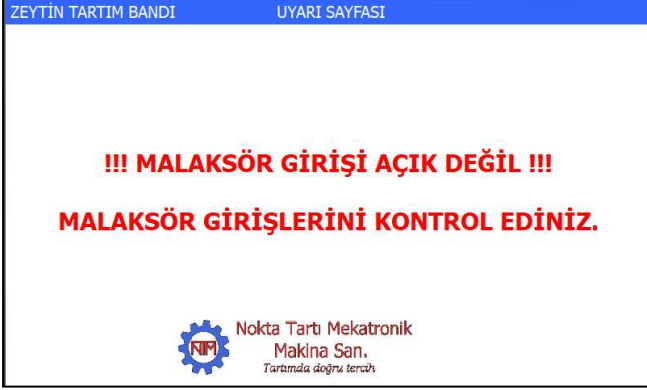 ZEYTİN TARTIM BANDI UYARI SAYFASI
!!! MALAKSÖR GİRİŞİ AÇIK DEĞİL !!!
MALAKSÖR GİRİŞLERİNİ KONTROL EDİNİZ.
NTM
Nokta Tartı Mekatronik
Makina San.
Tartımda doğru tercih